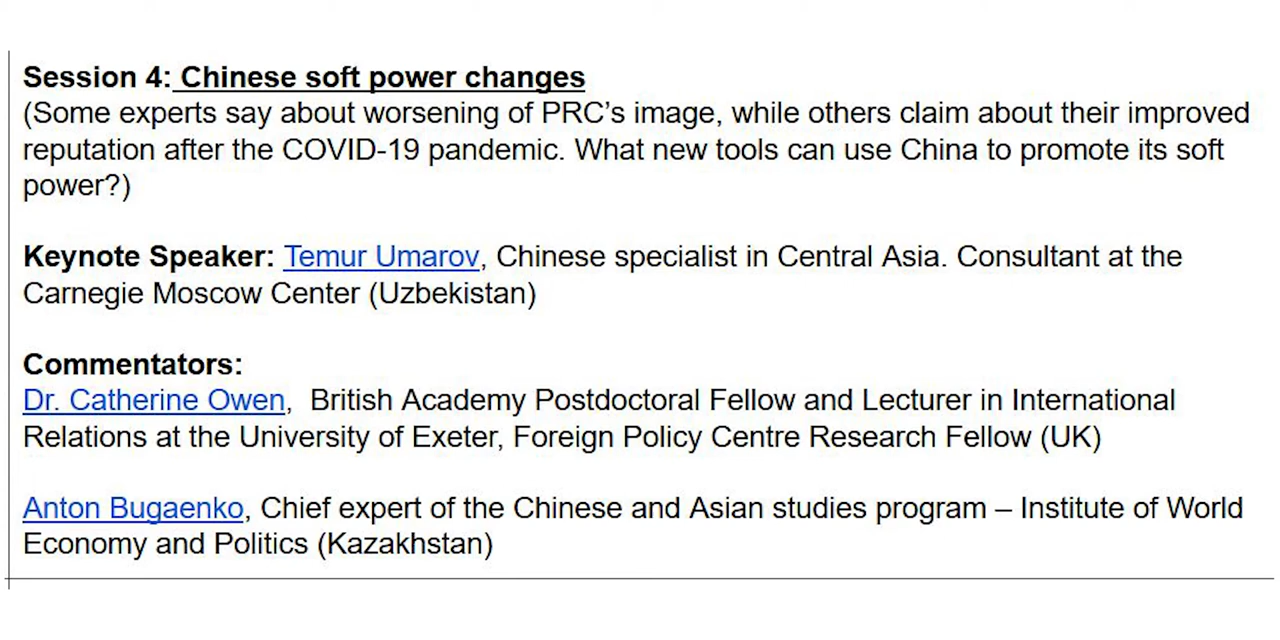 Session 4: Chinese soft power changes
(Some experts say about worsening of PRC’s image, while others claim about their improved
reputation after the COVID-19 pandemic. What new tools can use China to promote its soft
power?)
Keynote Speaker: Temur Umarov, Chinese specialist in Central Asia. Consultant at the
Carnegie Moscow Center (Uzbekistan)
Commentators:
Dr. Catherine Owen,  British Academy Postdoctoral Fellow and Lecturer in International
Relations at the University of Exeter, Foreign Policy Centre Research Fellow (UK)
Anton Bugaenko, Chief expert of the Chinese and Asian studies program – Institute of World
Economy and Politics (Kazakhstan)